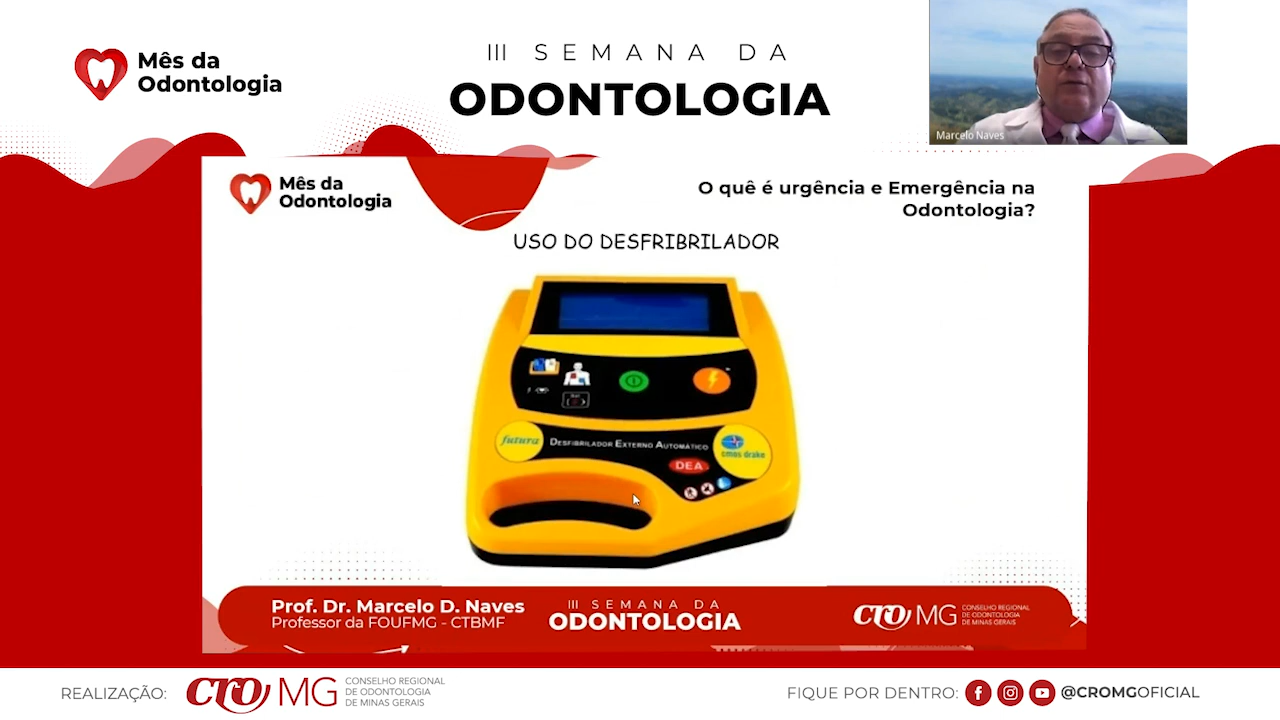 Mês da
Odontologia
III SEMANA DA
ODONTOLOGIA
Marcelo Naves
Mês da
Odontologia
O quê é urgência e Emergência na
Odontologia?
USO DO DESFRIBRILADOR
futura
DESFIBRILADOR EXTERNO AUTOMÁTICO
cmos drake
DEA
Prof. Dr. Marcelo D. Naves
Professor da FOUFMG - CTBMF
III SEMANA DA
ODONTOLOGIA
CRO MG
CONSELHO REGIONAL
DE ODONTOLOGIA
DE MINAS GERAIS
REALIZAÇÃO:
CRO MG
CONSELHO REGIONAL
DE ODONTOLOGIA
DE MINAS GERAIS
FIQUE POR DENTRO:
@CROMGOFICIAL